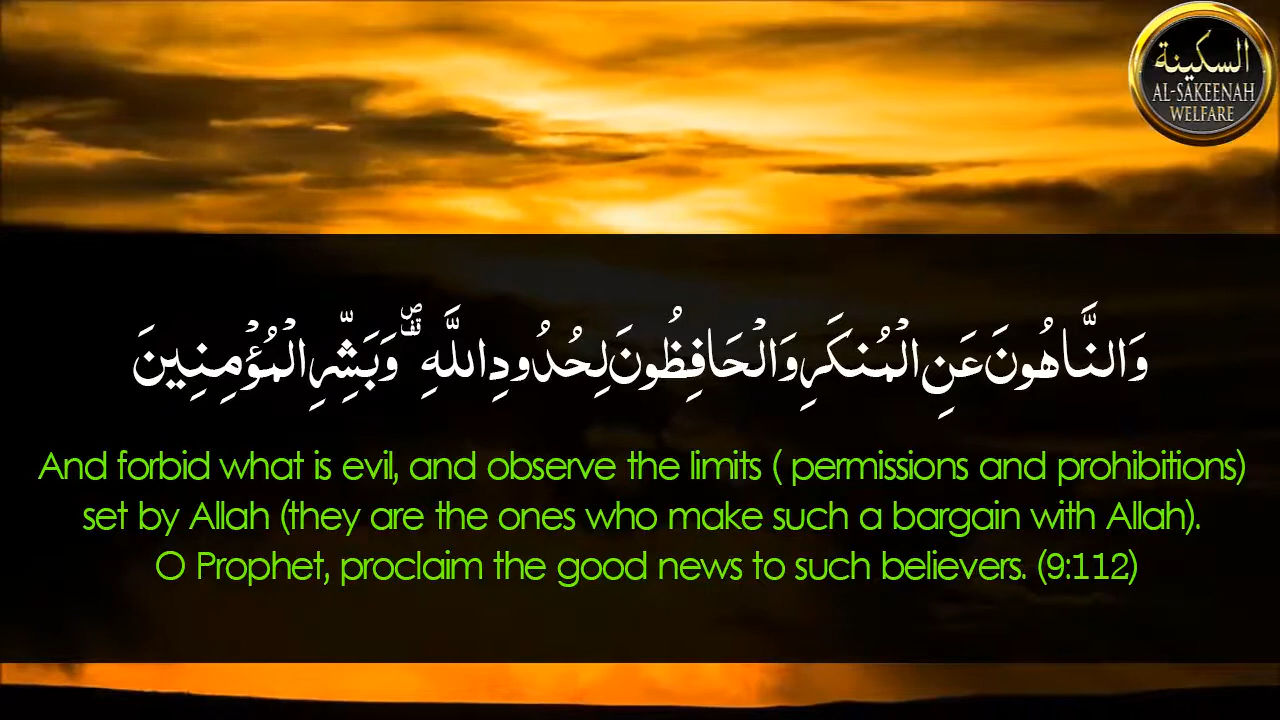 السكينة
AL-SAKEENAH
WELFARE
وَالنَّاهُونَ عَنِ الْمُنكَرِ وَالْحَافِظُونَ لِحُدُودِ اللَّهِ ۗ وَبَشِّرِ الْمُؤْمِنِينَ
And forbid what is evil, and observe the limits ( permissions and prohibitions)
set by Allah (they are the ones who make such a bargain with Allah).
O Prophet, proclaim the good news to such believers. (9:112)